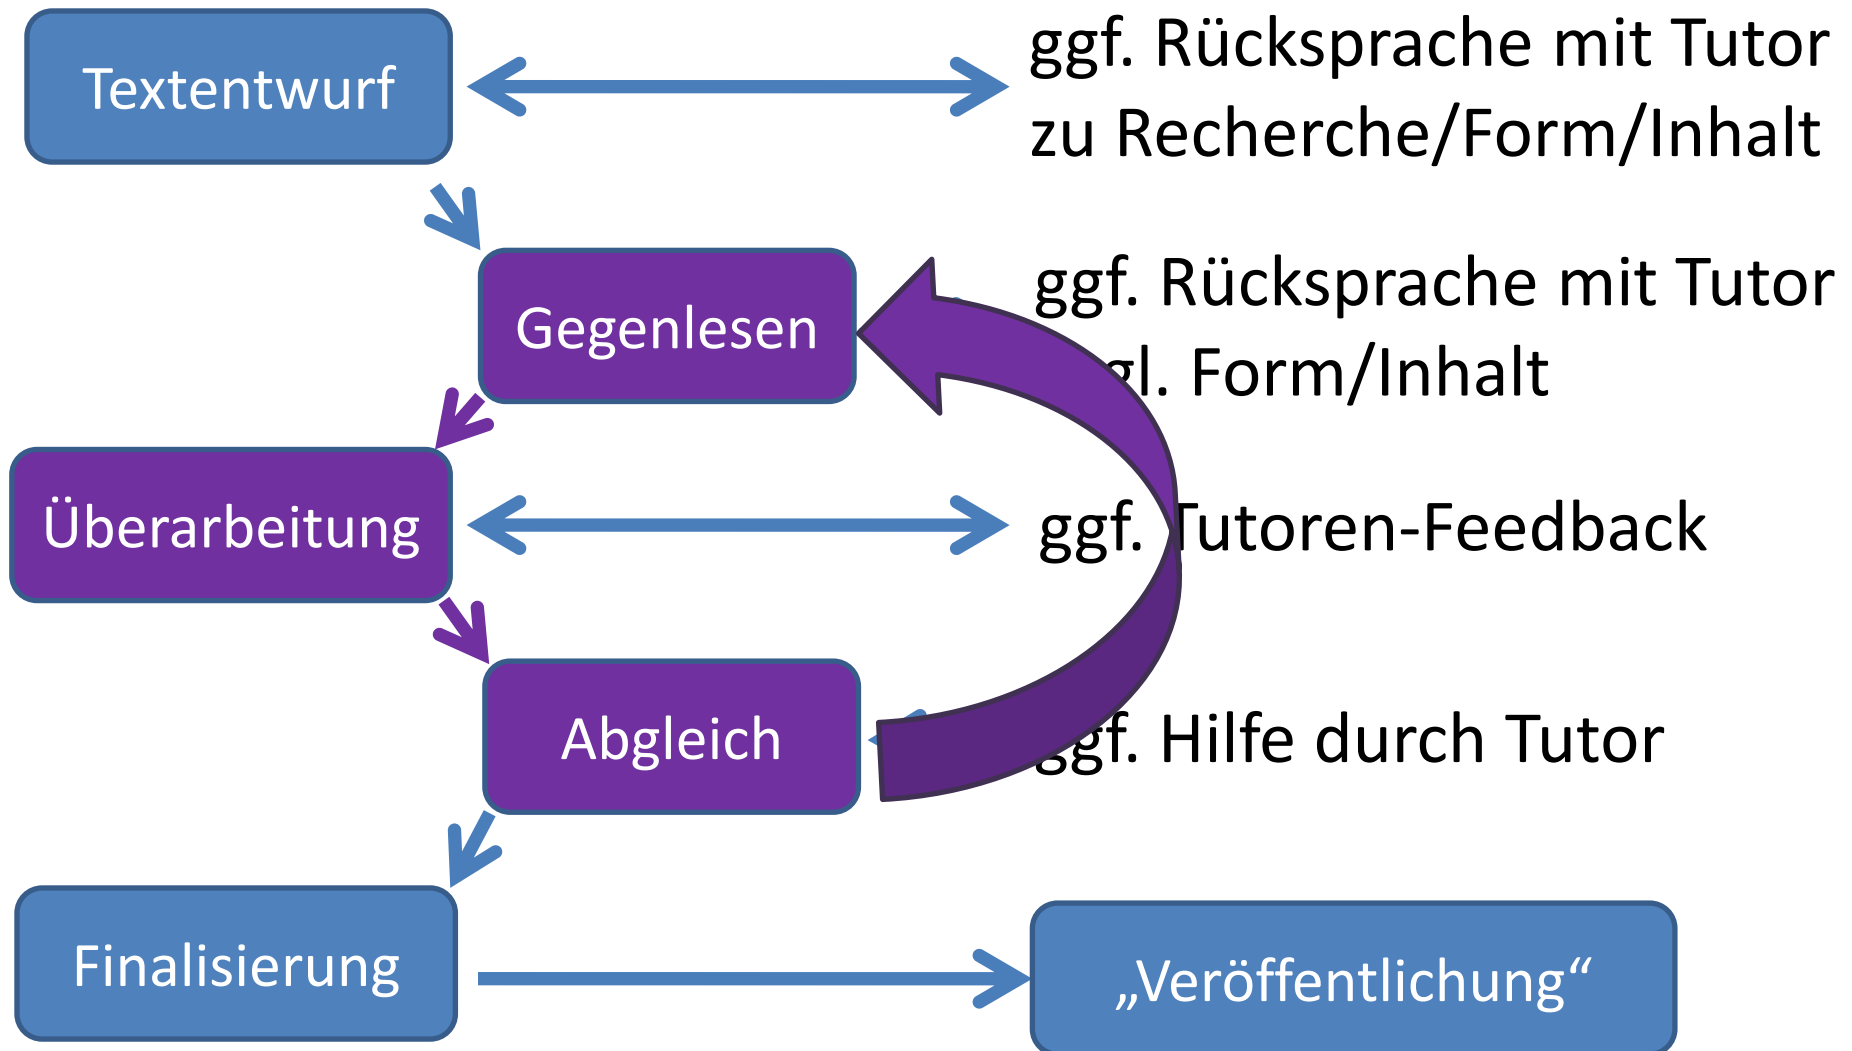 Textentwurf
ggf. Rücksprache mit Tutor
zu Recherche/Form/Inhalt
Gegenlesen
ggf. Rücksprache mit Tutor
Form/Inhalt
Überarbeitung
ggf. Tutoren-Feedback
Abgleich
ggf. Hilfe durch Tutor
Finalisierung
„Veröffentlichung“